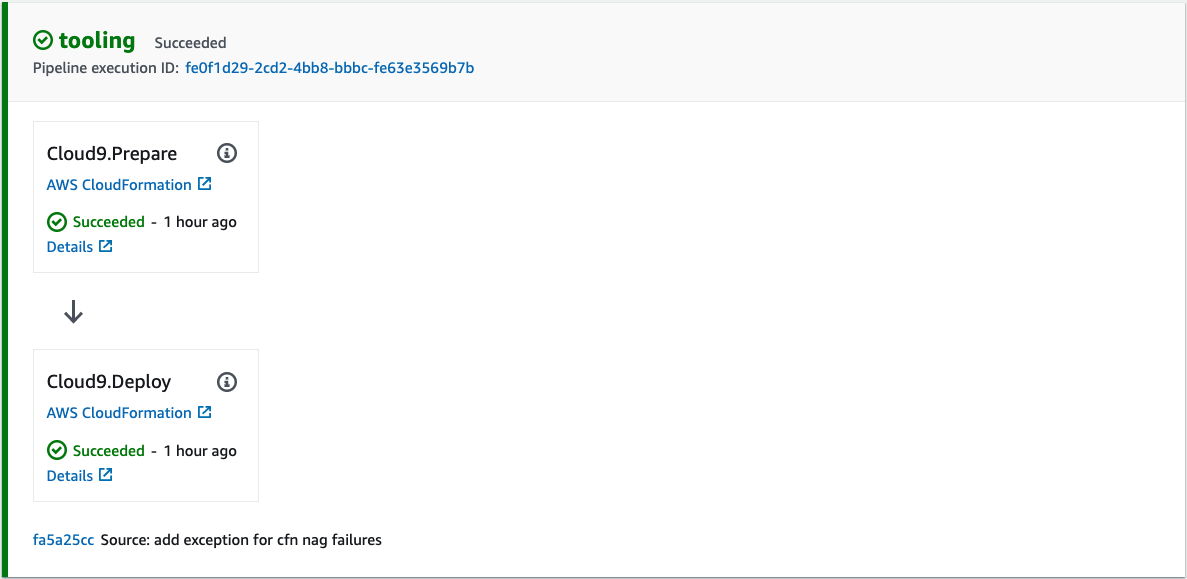 tooling Succeeded
Pipeline execution ID: fe0f1d29-2cd2-4bb8-bbbc-fe63e3569b7b
Cloud9.Prepare
AWS CloudFormation
Succeeded - 1 hour ago
Details
Cloud9.Deploy
AWS CloudFormation
Succeeded - 1 hour ago
Details
fa5a25cc Source: add exception for cfn nag failures